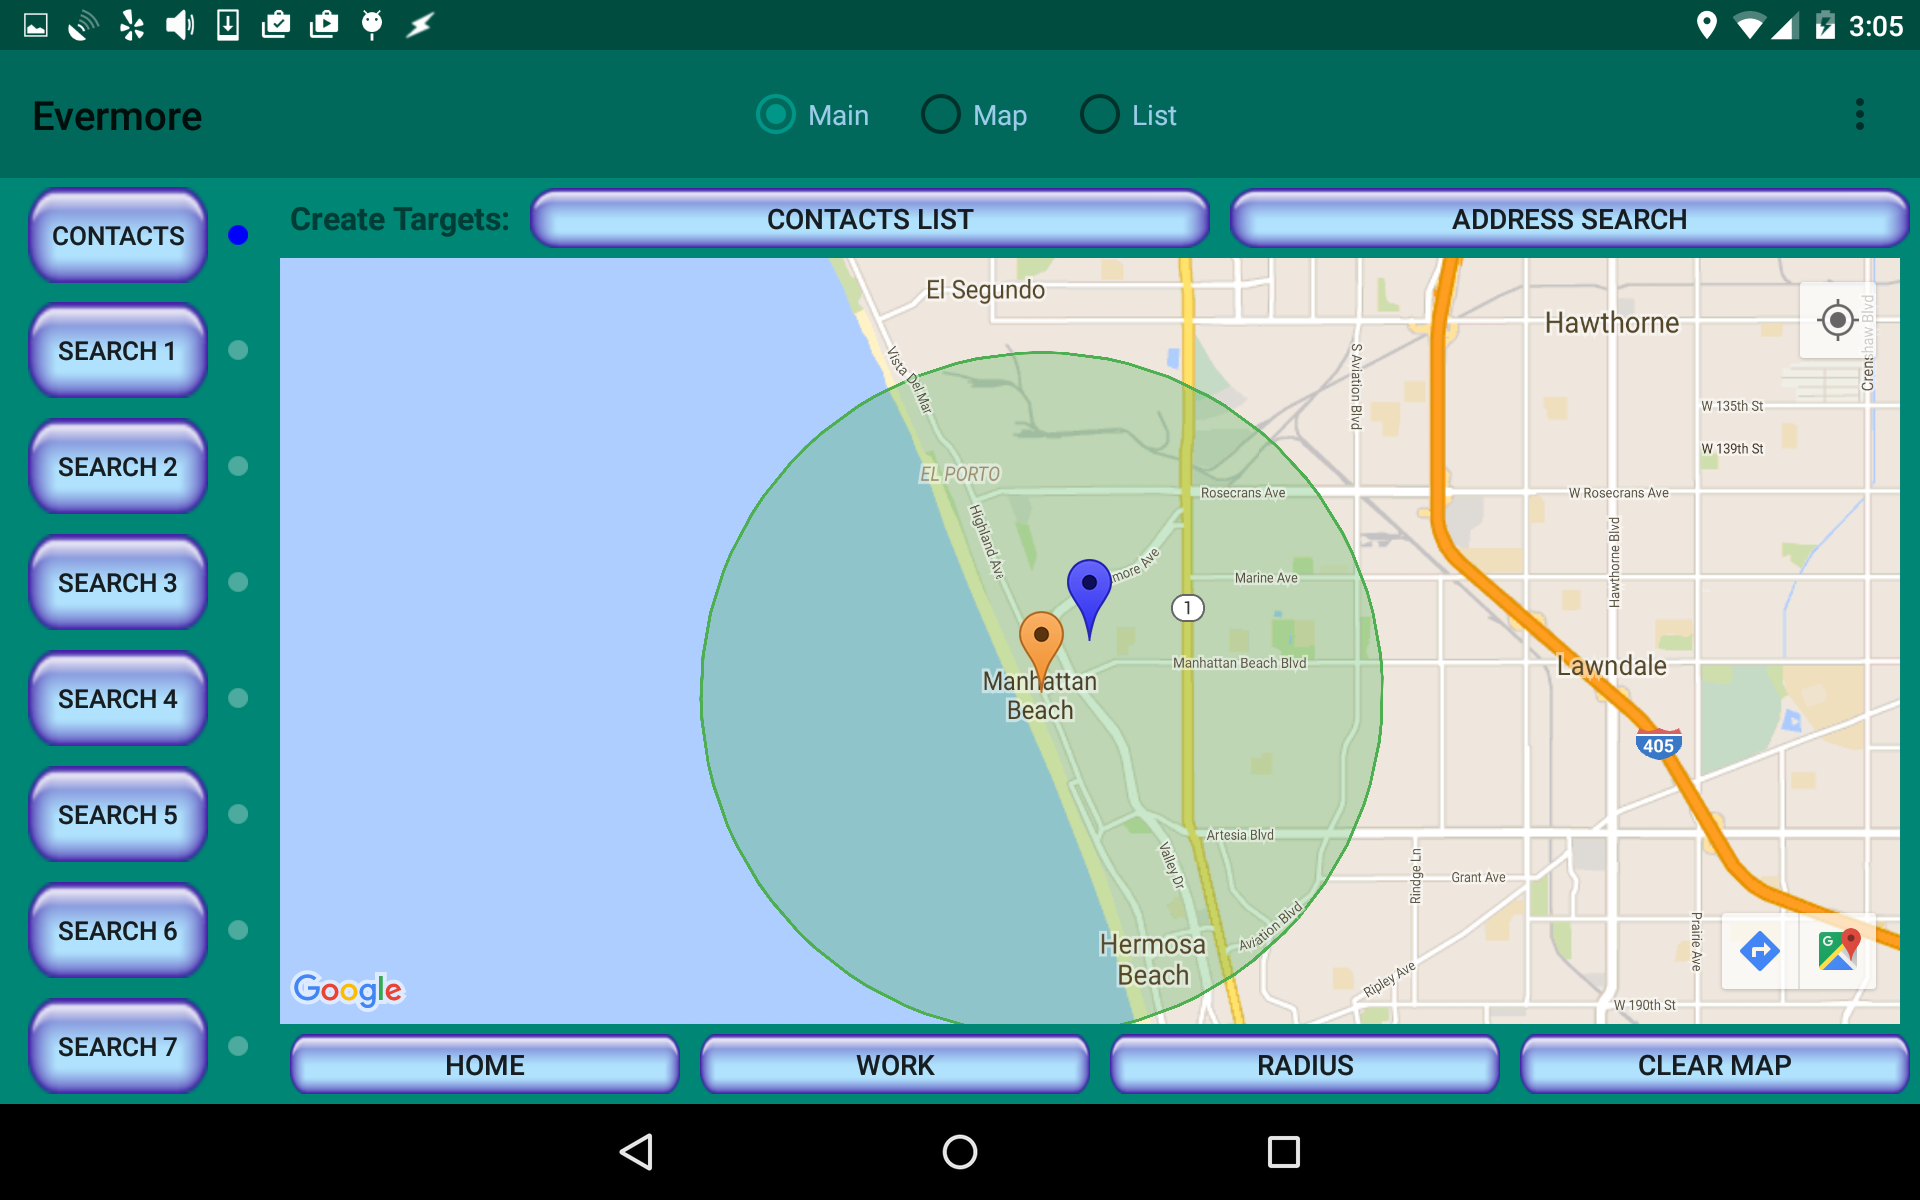 3:05
Evermore
Main
Map
List
CONTACTS
SEARCH 1
SEARCH 2
SEARCH 3
SEARCH 4
SEARCH 5
SEARCH 6
SEARCH 7
Create Targets:
CONTACTS LIST
ADDRESS SEARCH
El Segundo
Hawthorne
Vista Del Mar
S Aviation Blvd
Crenshaw Blvd
W 135th St
W 139th St
EL PORTO
Rosecrans Ave
W Rosecrans Ave
Highland Ave
more Ave
Marine Ave
Hawthorne Blvd
1
Manhattan Beach Blvd
Lawndale
Manhattan
Beach
405
Artesia Blvd
Valley Dr
Rindge Ln
Grant Ave
Aviation Blvd
Prairie Ave
Hermosa
Beach
Ripley Ave
W 190th St
Google
G
HOME
WORK
RADIUS
CLEAR MAP